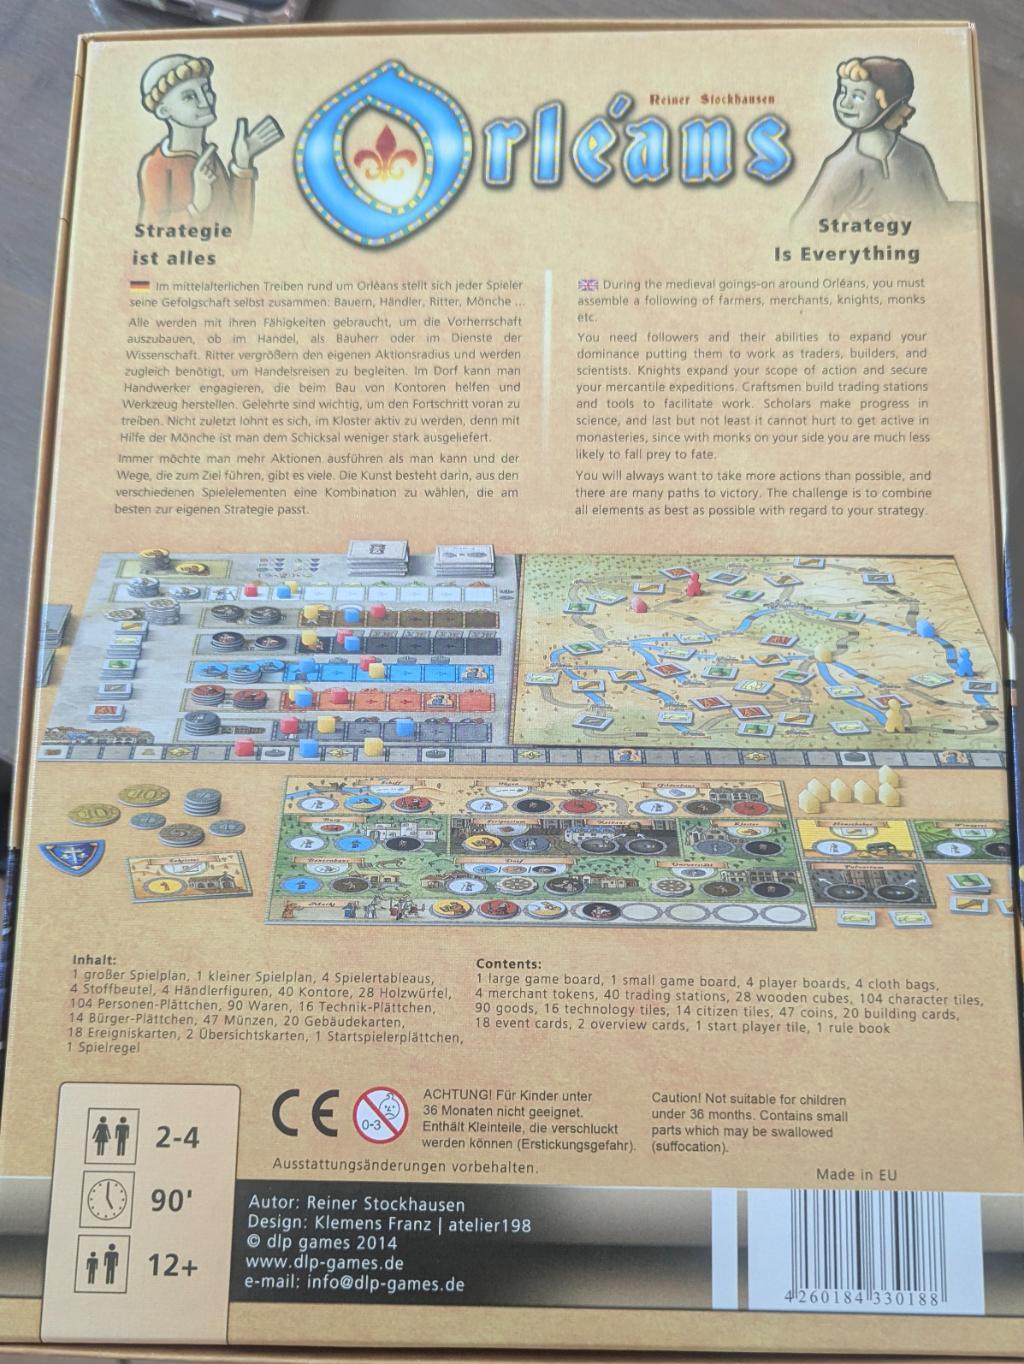 Reiner Stockhausen
Orléans
Strategie
ist alles
Strategy
Is Everything
Im mittelalterlichen Treiben rund um Orléans stellt sich jeder Spieler
seine Gefolgschaft selbst zusammen: Bauern, Händler, Ritter, Mönche ...
Alle werden mit ihren Fähigkeiten gebraucht, um die Vorherrschaft
auszubauen, ob im Handel, als Bauherr oder im Dienste der
Wissenschaft. Ritter vergrößern den eigenen Aktionsradius und werden
zugleich benötigt, um Handelsreisen zu begleiten. Im Dorf kann man
Handwerker engagieren, die beim Bau von Kontoren helfen und
Werkzeug herstellen. Gelehrte sind wichtig, um den Fortschritt voran zu
treiben. Nicht zuletzt lohnt es sich, im Kloster aktiv zu werden, denn mit
Hilfe der Mönche ist man dem Schicksal weniger stark ausgeliefert.
Immer möchte man mehr Aktionen ausführen als man kann und der
Wege, die zum Ziel führen, gibt es viele. Die Kunst besteht darin, aus den
verschiedenen Spielelementen eine Kombination zu wählen, die am
besten zur eigenen Strategie passt.
During the medieval goings-on around Orléans, you must
assemble a following of farmers, merchants, knights, monks
etc.
You need followers and their abilities to expand your
dominance putting them to work as traders, builders, and
scientists. Knights expand your scope of action and secure
your mercantile expeditions. Craftsmen build trading stations
and tools to facilitate work. Scholars make progress in
science, and last but not least it cannot hurt to get active in
monasteries, since with monks on your side you are much less
likely to fall prey to fate.
You will always want to take more actions than possible, and
there are many paths to victory. The challenge is to combine
all elements as best as possible with regard to your strategy.
Schiff
Wagen
Gildenhaus
Burg
Scriptorium
Rathaus
Kloster
Bauernhaus
Dorf
Universität
Markt
Inhalt:
1 großer Spielplan, 1 kleiner Spielplan, 4 Spielertableaus,
4 Stoffbeutel, 4 Händlerfiguren, 40 Kontore, 28 Holzwürfel,
104 Personen-Plättchen, 90 Waren, 16 Technik-Plättchen,
14 Bürger-Plättchen, 47 Münzen, 20 Gebäudekarten,
18 Ereigniskarten, 2 Übersichtskarten, 1 Startspielerplättchen,
1 Spielregel
Contents:
1 large game board, 1 small game board, 4 player boards, 4 cloth bags,
4 merchant tokens, 40 trading stations, 28 wooden cubes, 104 character tiles,
90 goods, 16 technology tiles, 14 citizen tiles, 47 coins, 20 building cards,
18 event cards, 2 overview cards, 1 start player tile, 1 rule book
2-4
90'
12+
CE
0-3
ACHTUNG! Für Kinder unter
36 Monaten nicht geeignet.
Enthält Kleinteile, die verschluckt
werden können (Erstickungsgefahr).
Caution! Not suitable for children
under 36 months. Contains small
parts which may be swallowed
(suffocation).
Ausstattungsänderungen vorbehalten.
Made in EU
Autor: Reiner Stockhausen
Design: Klemens Franz | atelier198
© dlp games 2014
www.dlp-games.de
e-mail: info@dlp-games.de
4 260184 330188